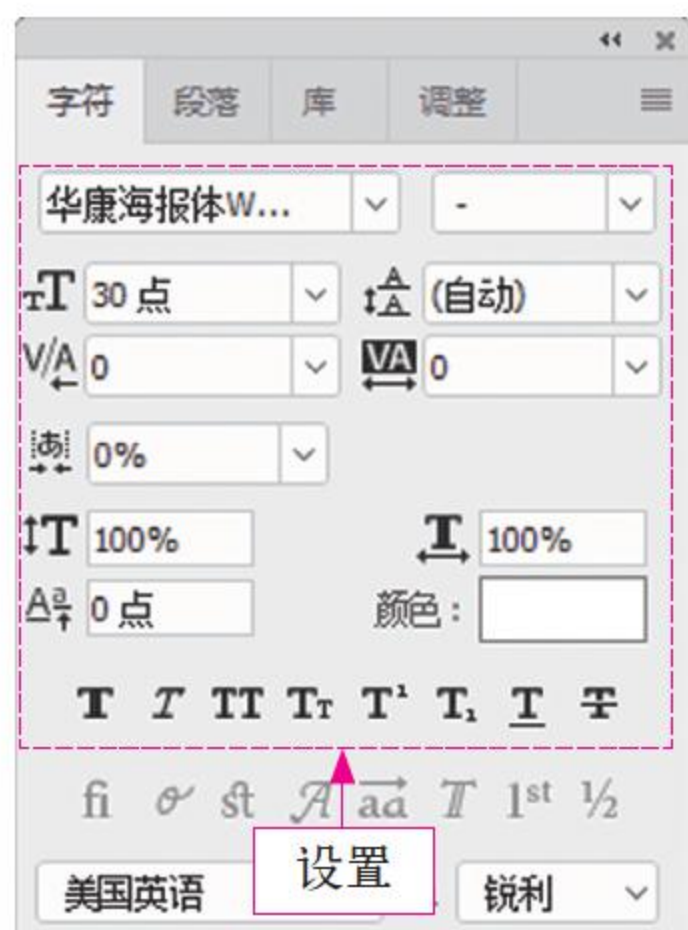 字符 段落 库 调整
华康海报体W... -
30 点 (自动)
0 0
0%
100% 100%
0 点 颜色：
T T TT Tt T¹ T₁ T T
fi st A aa T 1st ½
设置
美国英语 锐利